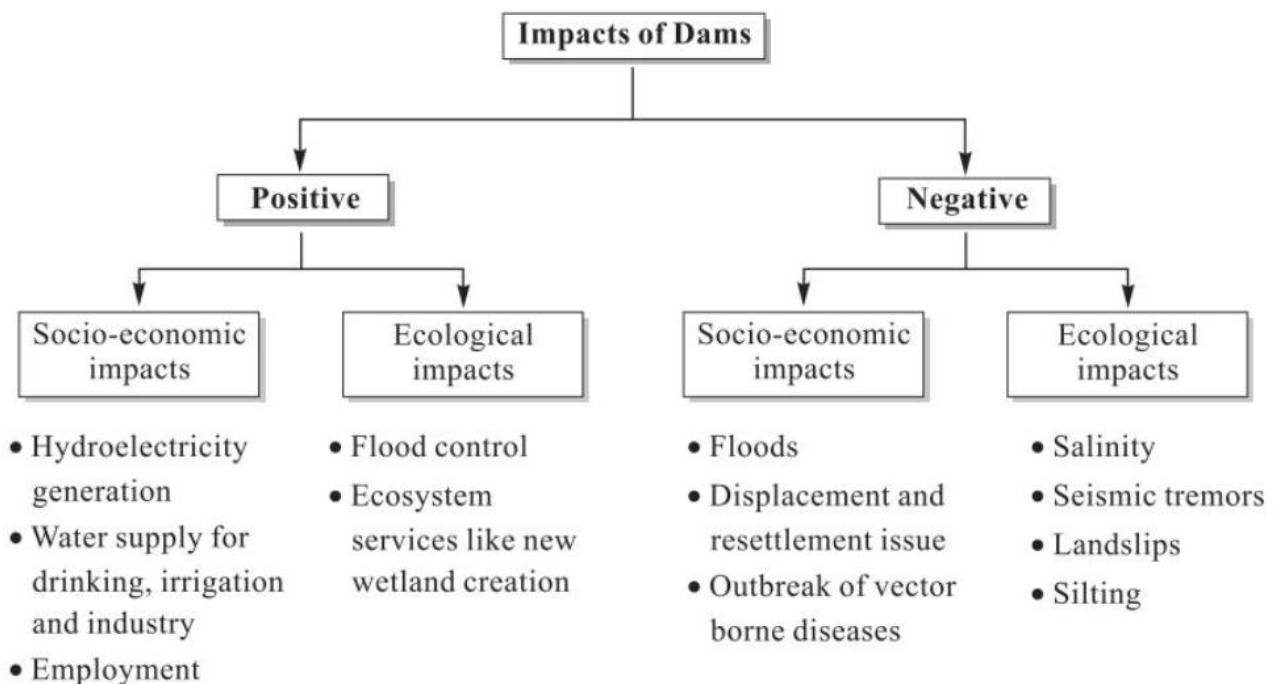 Impacts of Dams
Positive
Negative
Socio-economic
impacts
Ecological
impacts
Socio-economic
impacts
Ecological
impacts
• Hydroelectricity
generation
• Water supply for
drinking, irrigation
and industry
• Employment
• Flood control
• Ecosystem
services like new
wetland creation
• Floods
• Displacement and
resettlement issue
• Outbreak of vector
borne diseases
• Salinity
• Seismic tremors
• Landslips
• Silting